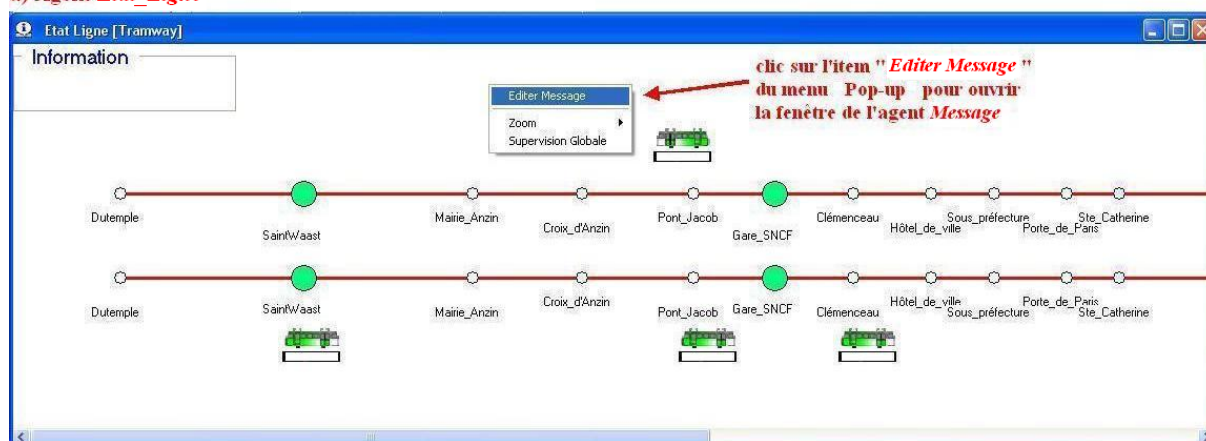 Etat Ligne [Tramway]
Information
clic sur l'item " Editer Message "
du menu Pop-up pour ouvrir
la fenêtre de l'agent Message
Editer Message
Zoom
Supervision Globale
Dutemple
SaintWaast
Mairie_Anzin
Croix_d'Anzin
Pont_Jacob
Gare_SNCF
Clémenceau
Hôtel_de_ville
Sous_préfecture
Porte_de_Paris
Ste_Catherine
Dutemple
SaintWaast
Mairie_Anzin
Croix_d'Anzin
Pont_Jacob
Gare_SNCF
Clémenceau
Hôtel_de_ville
Sous_préfecture
Porte_de_Paris
Ste_Catherine